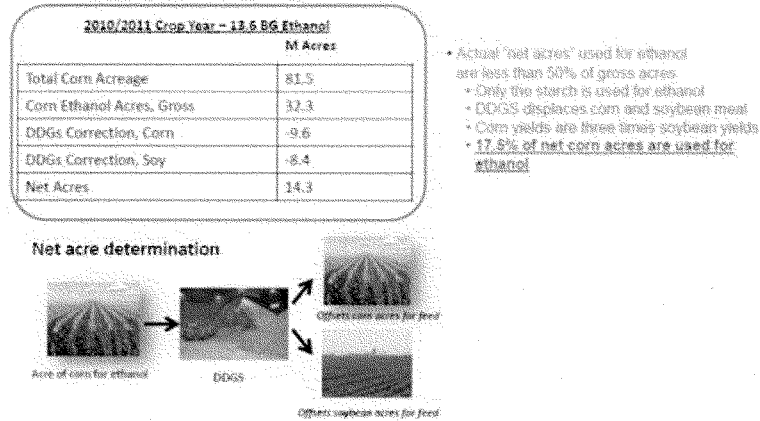 2010/2011 Crop Year – 13.6 BG Ethanol
M Acres
Total Corn Acreage 81.5
Corn Ethanol Acres, Gross 32.3
DDGs Correction, Corn -9.6
DDGs Correction, Soy -8.4
Net Acres 14.3
• Actual "net acres" used for ethanol
are less than 50% of gross acres
• Only the starch is used for ethanol
• DDGS displaces corn and soybean meal
• Corn yields are three times soybean yields
• 17.5% of net corn acres are used for
ethanol
Net acre determination
Offsets corn acres for feed
Acre of corn for ethanol
DDGS
Offsets soybean acres for feed